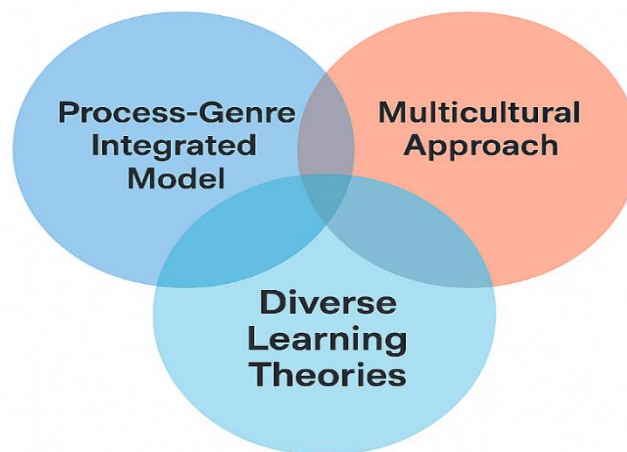 Process-Genre
Integrated
Model
Multicultural
Approach
Diverse
Learning
Theories